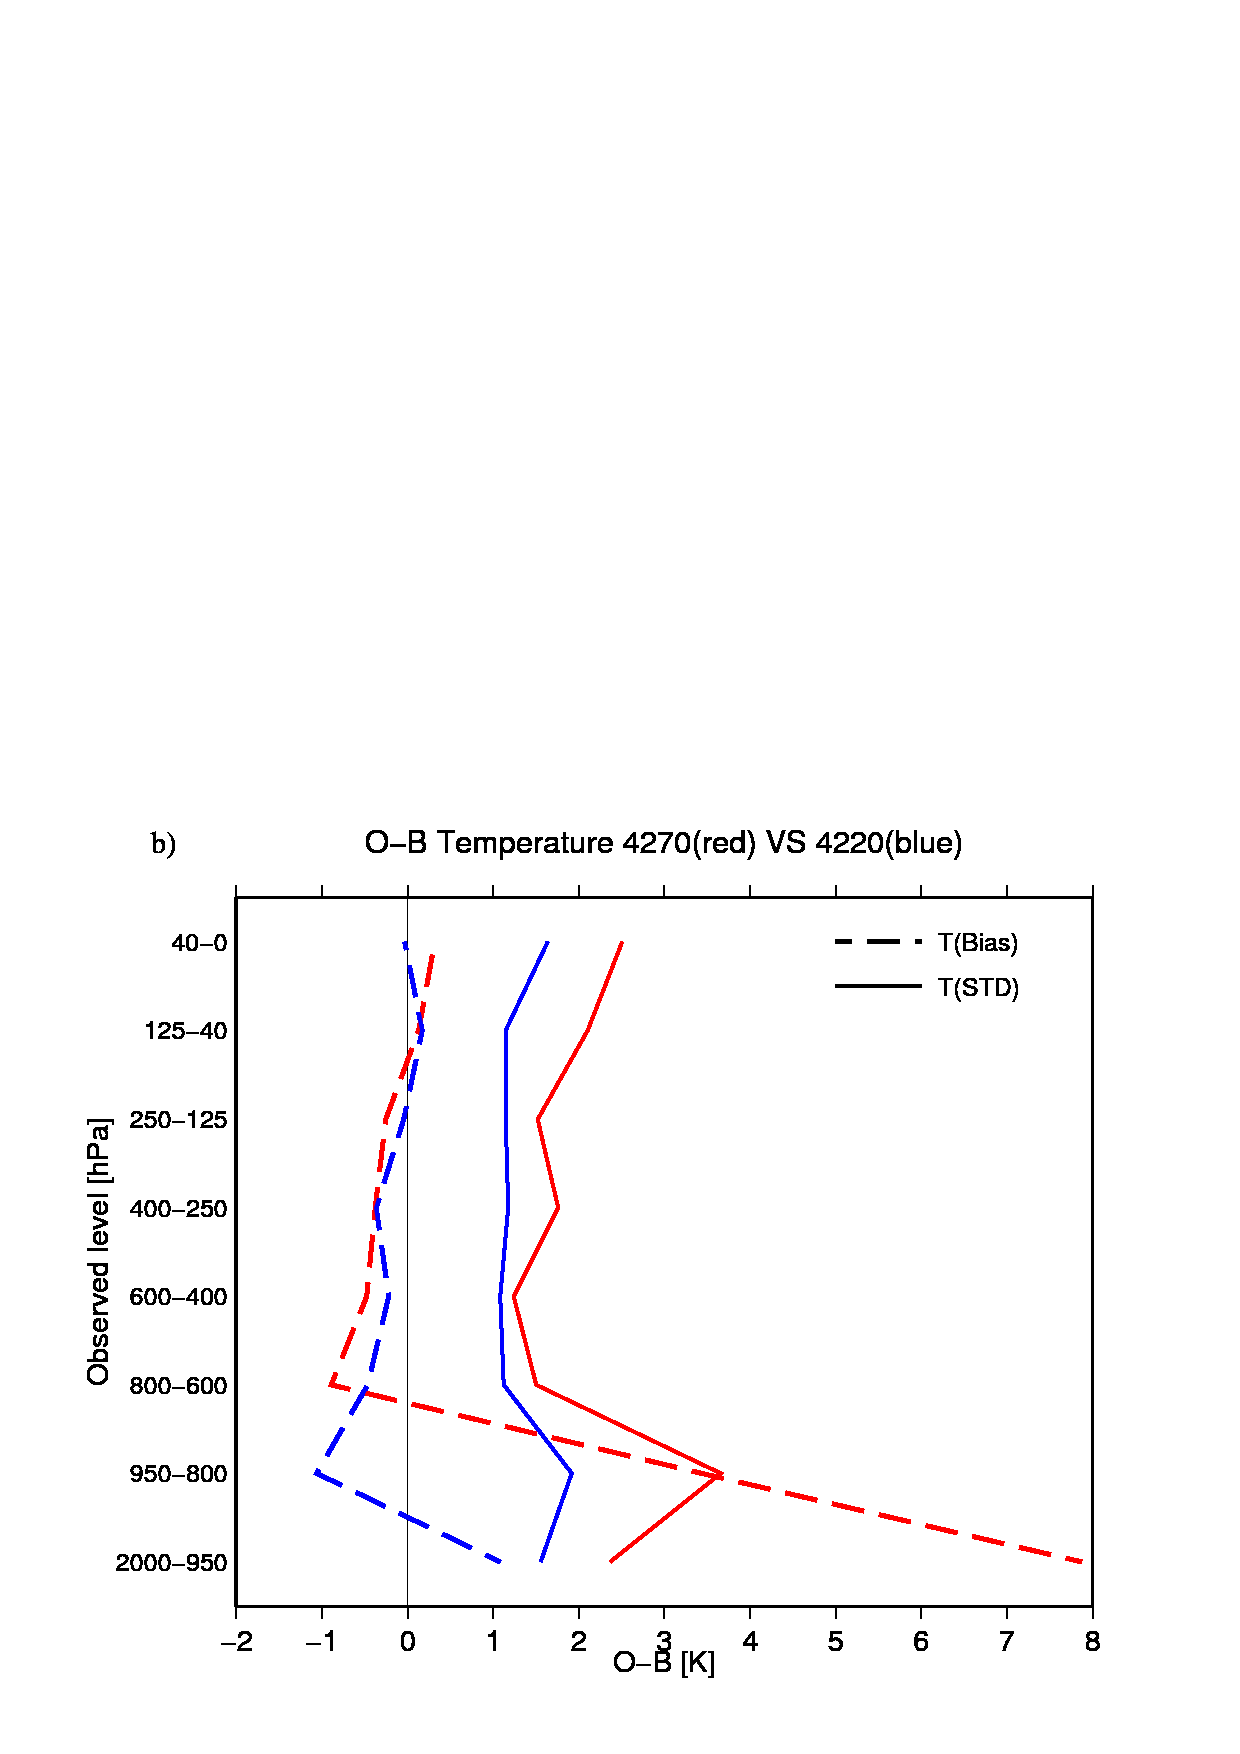 b)
O−B Temperature 4270(red) VS 4220(blue)
40−0
125−40
250−125
400−250
600−400
800−600
950−800
2000−950
Observed level [hPa]
T(Bias)
T(STD)
−2 −1 0 1 2 3 4 5 6 7 8
O−B [K]